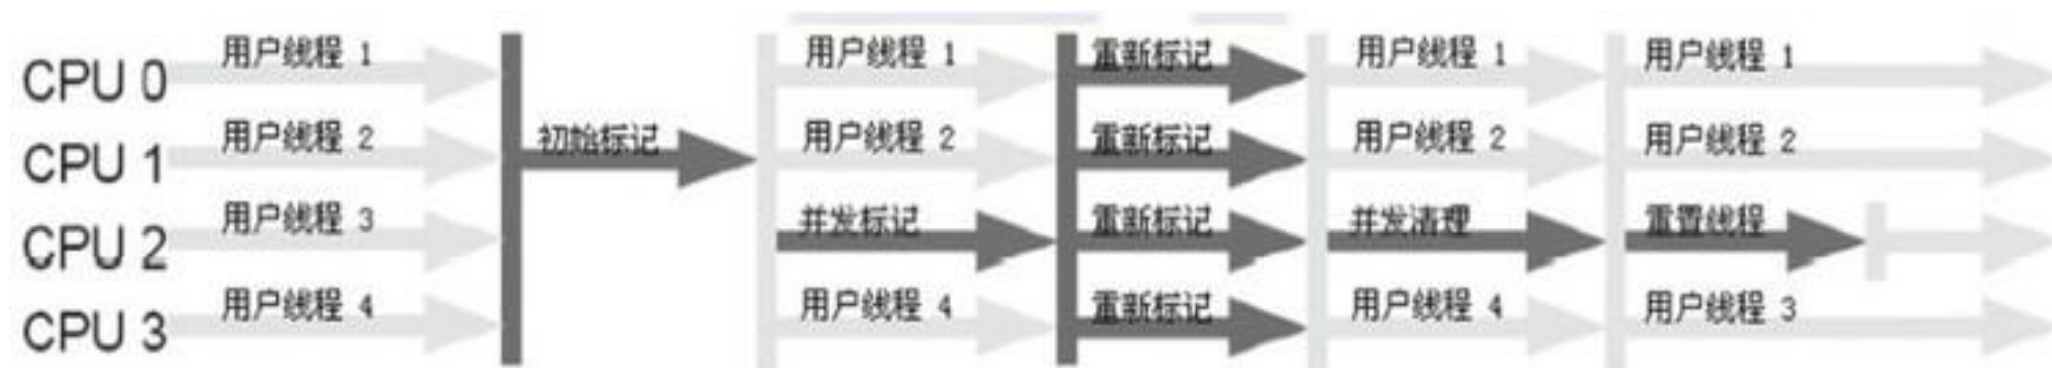 CPU 0 用户线程 1 用户线程 1 重新标记 用户线程 1 用户线程 1
CPU 1 用户线程 2 初始标记 用户线程 2 重新标记 用户线程 2 用户线程 2
CPU 2 用户线程 3 并发标记 重新标记 并发清理 重置线程
CPU 3 用户线程 4 用户线程 4 重新标记 用户线程 4 用户线程 3